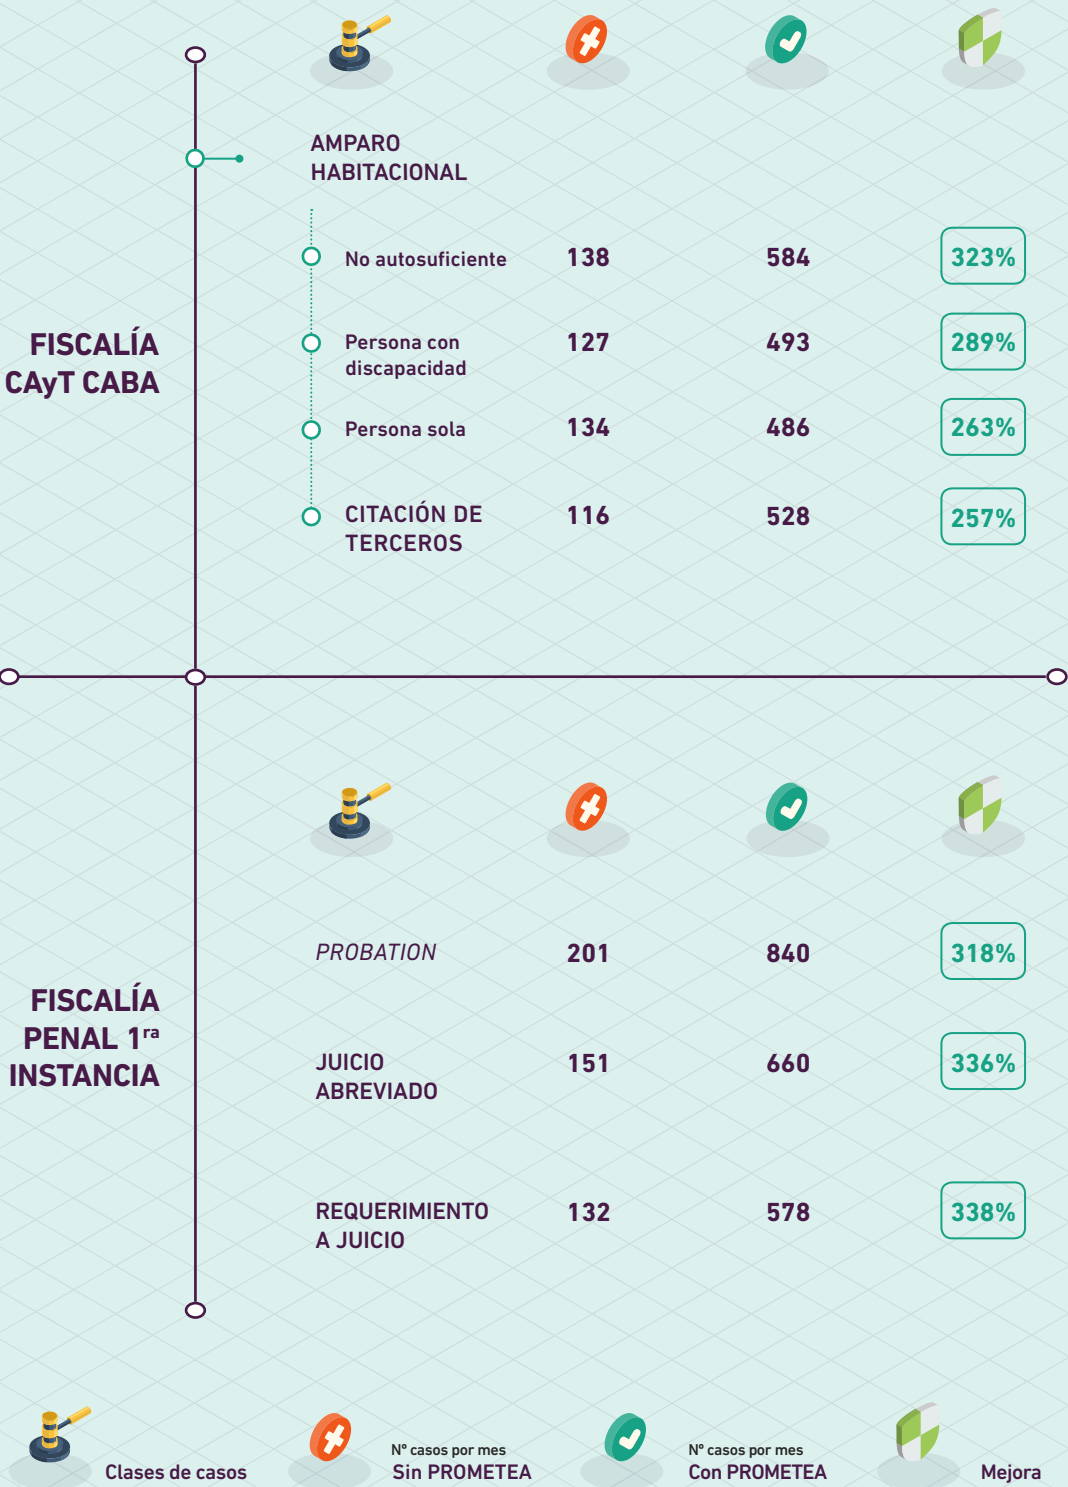 AMPARO
HABITACIONAL
FISCALÍA
CAyT CABA
No autosuficiente 138 584 323%
Persona con
discapacidad 127 493 289%
Persona sola 134 486 263%
CITACIÓN DE
TERCEROS 116 528 257%
FISCALÍA
PENAL 1ra
INSTANCIA
PROBATION 201 840 318%
JUICIO
ABREVIADO 151 660 336%
REQUERIMIENTO
A JUICIO 132 578 338%
Clases de casos
Nº casos por mes
Sin PROMETEA
Nº casos por mes
Con PROMETEA
Mejora